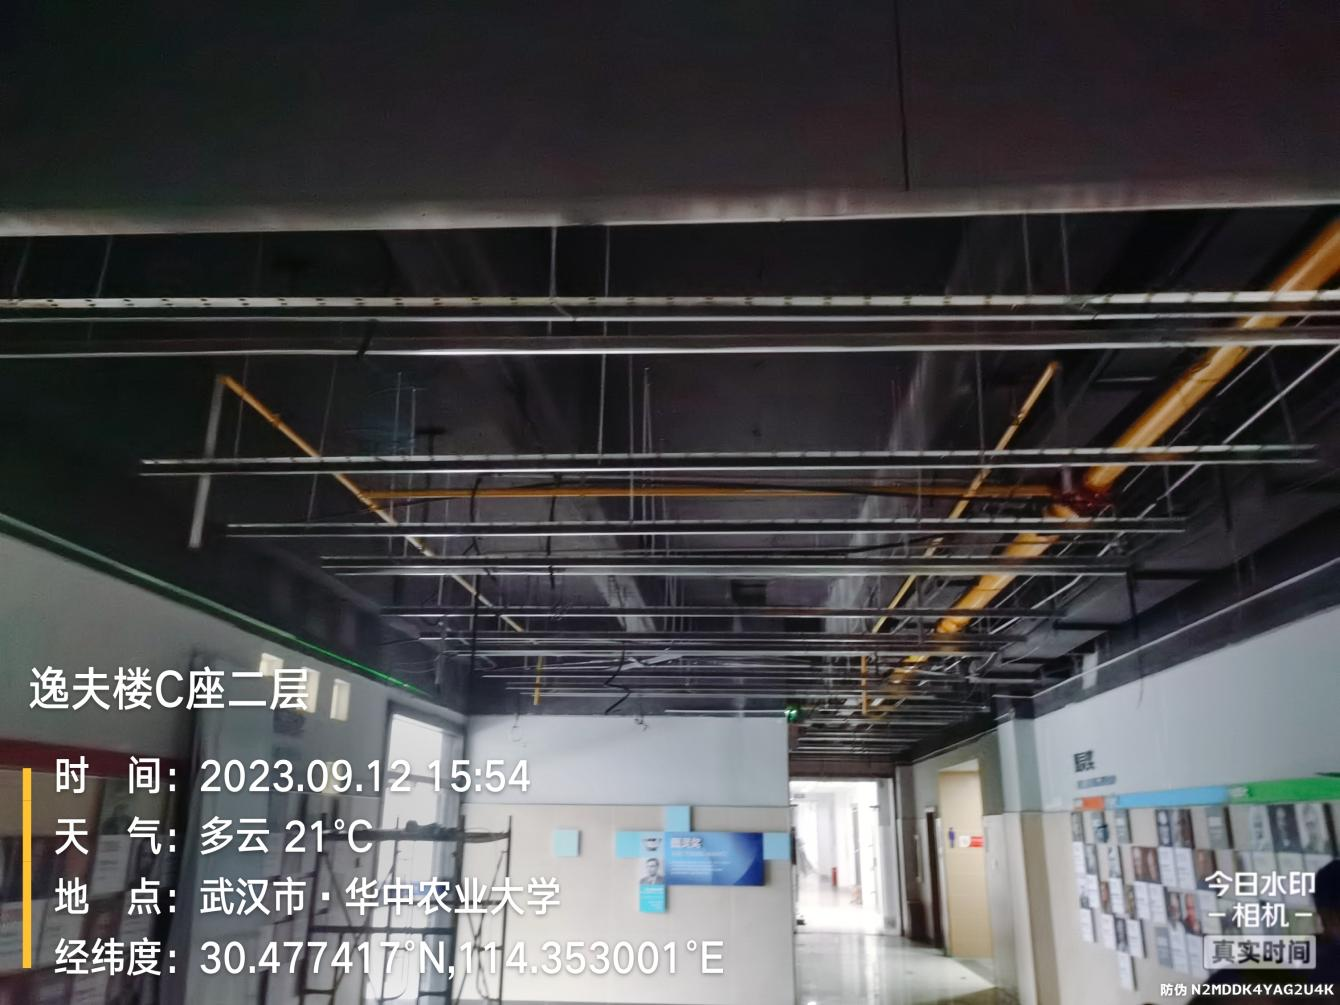 逸夫楼C座二层
时 间：2023.09.12 15:54
天 气：多云 21°C
地 点：武汉市·华中农业大学
经纬度：30.477417°N,114.353001°E
今日水印
相机
真实时间
防伪 N2MDDK4YAG2U4K